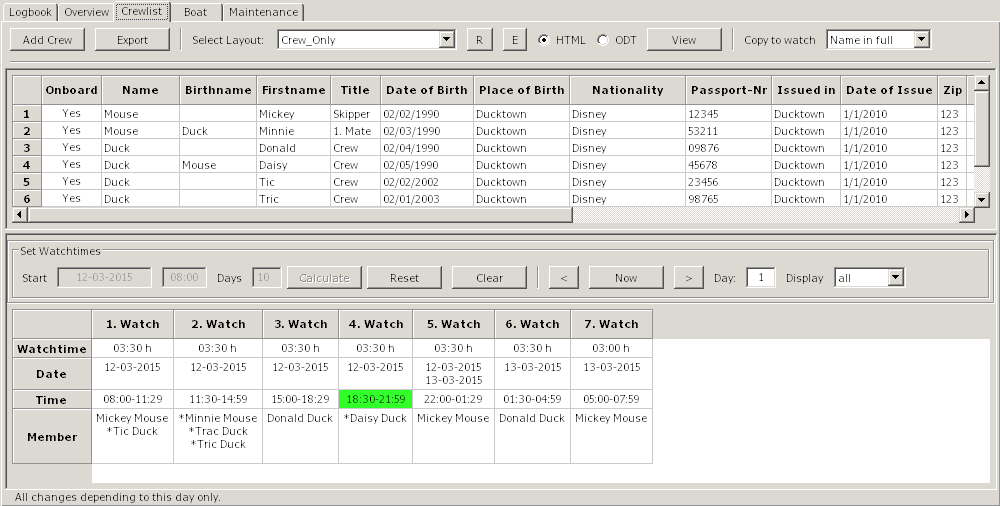 Logbook Overview Crewlist Boat Maintenance
Add Crew Export Select Layout: Crew_Only R E HTML ODT View Copy to watch Name in full
Onboard Name Birthname Firstname Title Date of Birth Place of Birth Nationality Passport-Nr Issued in Date of Issue Zip
1 Yes Mouse Mickey Skipper 02/02/1990 Ducktown Disney 12345 Ducktown 1/1/2010 123
2 Yes Mouse Duck Minnie 1. Mate 02/03/1990 Ducktown Disney 53211 Ducktown 1/1/2010 123
3 Yes Duck Donald Crew 02/04/1990 Ducktown Disney 09876 Ducktown 1/1/2010 123
4 Yes Duck Mouse Daisy Crew 02/05/1990 Ducktown Disney 45678 Ducktown 1/1/2010 123
5 Yes Duck Tic Crew 02/02/2002 Ducktown Disney 23456 Ducktown 1/1/2010 123
6 Yes Duck Tric Crew 02/01/2003 Ducktown Disney 98765 Ducktown 1/1/2010 123
Set Watchtimes
Start 12-03-2015 08:00 Days 10 Calculate Reset Clear < Now > Day: 1 Display all
1. Watch 2. Watch 3. Watch 4. Watch 5. Watch 6. Watch 7. Watch
Watchtime 03:30 h 03:30 h 03:30 h 03:30 h 03:30 h 03:30 h 03:00 h
Date 12-03-2015 12-03-2015 12-03-2015 12-03-2015 12-03-2015 13-03-2015 13-03-2015
13-03-2015
Time 08:00-11:29 11:30-14:59 15:00-18:29 18:30-21:59 22:00-01:29 01:30-04:59 05:00-07:59
Member Mickey Mouse *Minnie Mouse Donald Duck *Daisy Duck Mickey Mouse Donald Duck Mickey Mouse
*Tic Duck *Trac Duck
*Tric Duck
All changes depending to this day only.